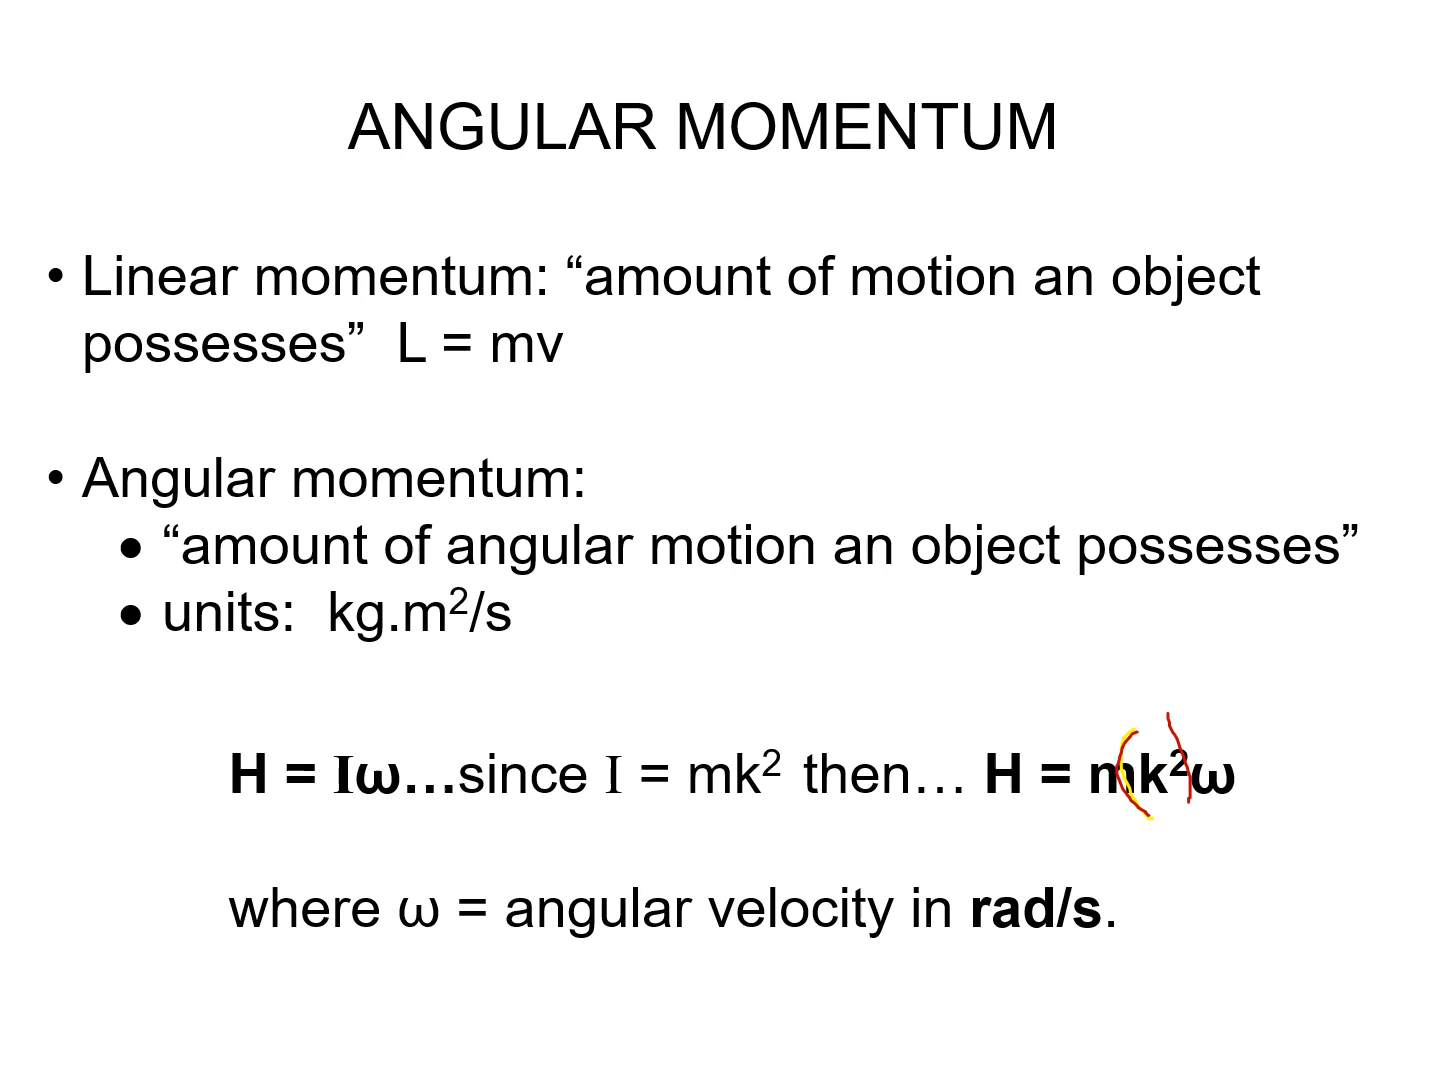 ANGULAR MOMENTUM
• Linear momentum: “amount of motion an object
possesses”  L = mv
• Angular momentum:
● “amount of angular motion an object possesses”
● units:  kg.m²/s
H = Iω…since I = mk² then… H = mk²ω
where ω = angular velocity in rad/s.